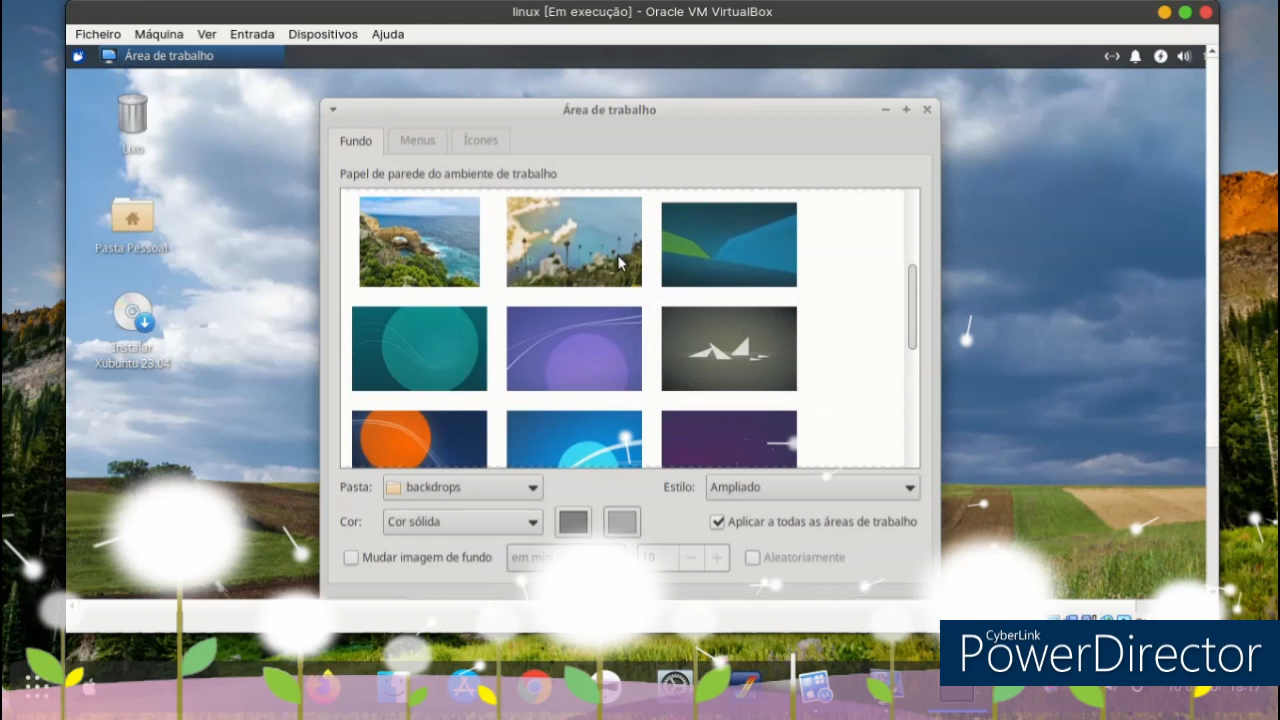 linux [Em execução] - Oracle VM VirtualBox
Ficheiro Máquina Ver Entrada Dispositivos Ajuda
Área de trabalho
Área de trabalho
Lixo
Fundo Menus Ícones
Papel de parede do ambiente de trabalho
Pasta Pessoal
Instalar
Xubuntu 23.04
Pasta: backdrops Estilo: Ampliado
Cor: Cor sólida Aplicar a todas as áreas de trabalho
Mudar imagem de fundo em 10 Aleatoriamente
CyberLink
PowerDirector